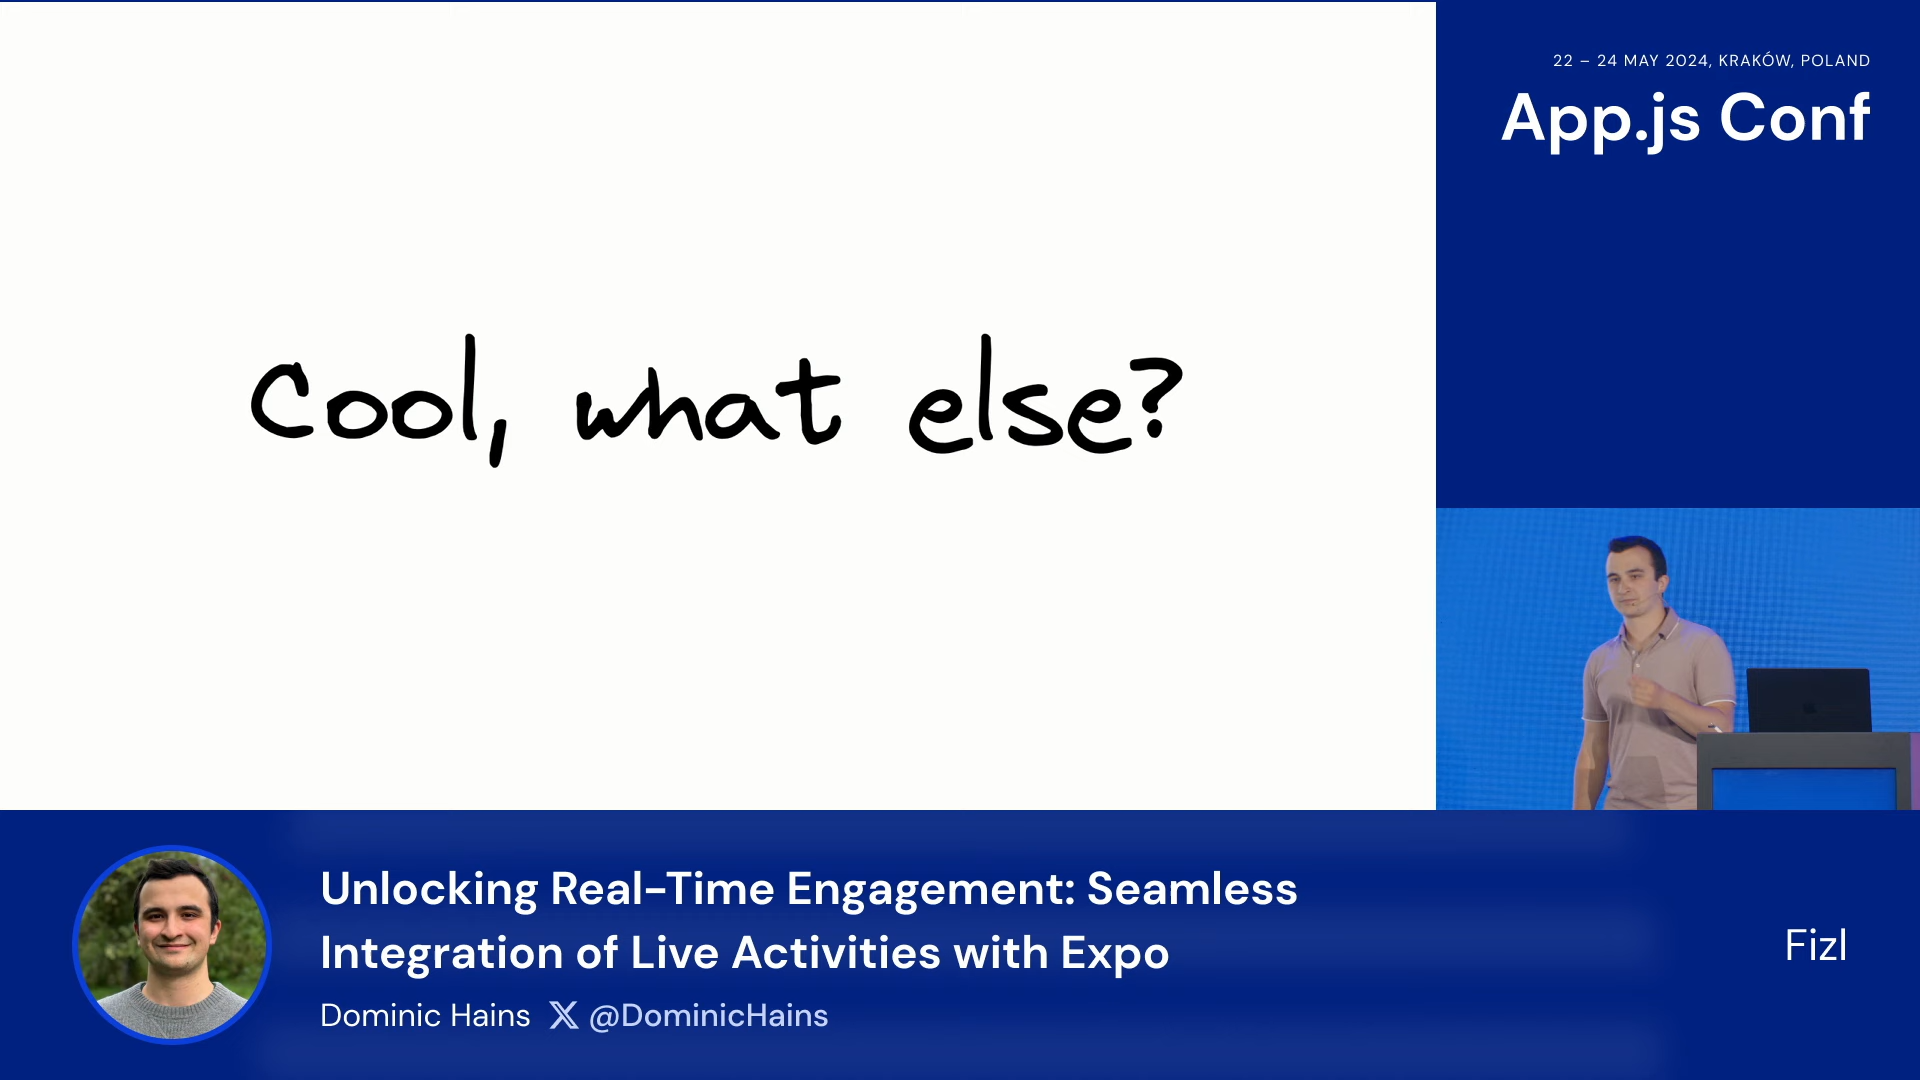 Cool, what else?
22 – 24 MAY 2024, KRAKÓW, POLAND
App.js Conf
Unlocking Real-Time Engagement: Seamless
Integration of Live Activities with Expo
Dominic Hains X @DominicHains
Fizl